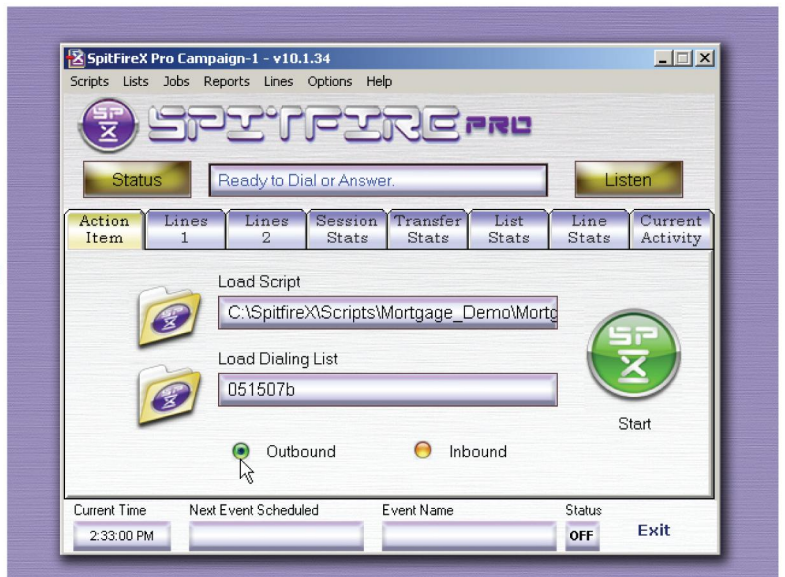 SpitFireX Pro Campaign-1 - v10.1.34
Scripts Lists Jobs Reports Lines Options Help
SP X SPITFIRE PRO
Status Ready to Dial or Answer. Listen
Action Item
Lines 1
Lines 2
Session Stats
Transfer Stats
List Stats
Line Stats
Current Activity
Load Script
C:\SpitfireX\Scripts\Mortgage_Demo\Mortg
Load Dialing List
051507b
SP X
Start
Outbound Inbound
Current Time Next Event Scheduled Event Name Status
2:33:00 PM OFF Exit